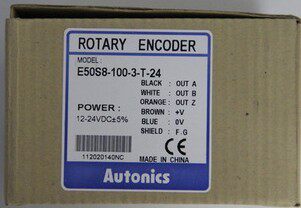 ROTARY ENCODER
MODEL:
E50S8-100-3-T-24
BLACK : OUT A
WHITE : OUT B
ORANGE : OUT Z
BROWN : +V
BLUE : 0V
SHIELD : F.G
POWER :
12-24VDC±5%
CE
112020140NC
MADE IN CHINA
Autonics